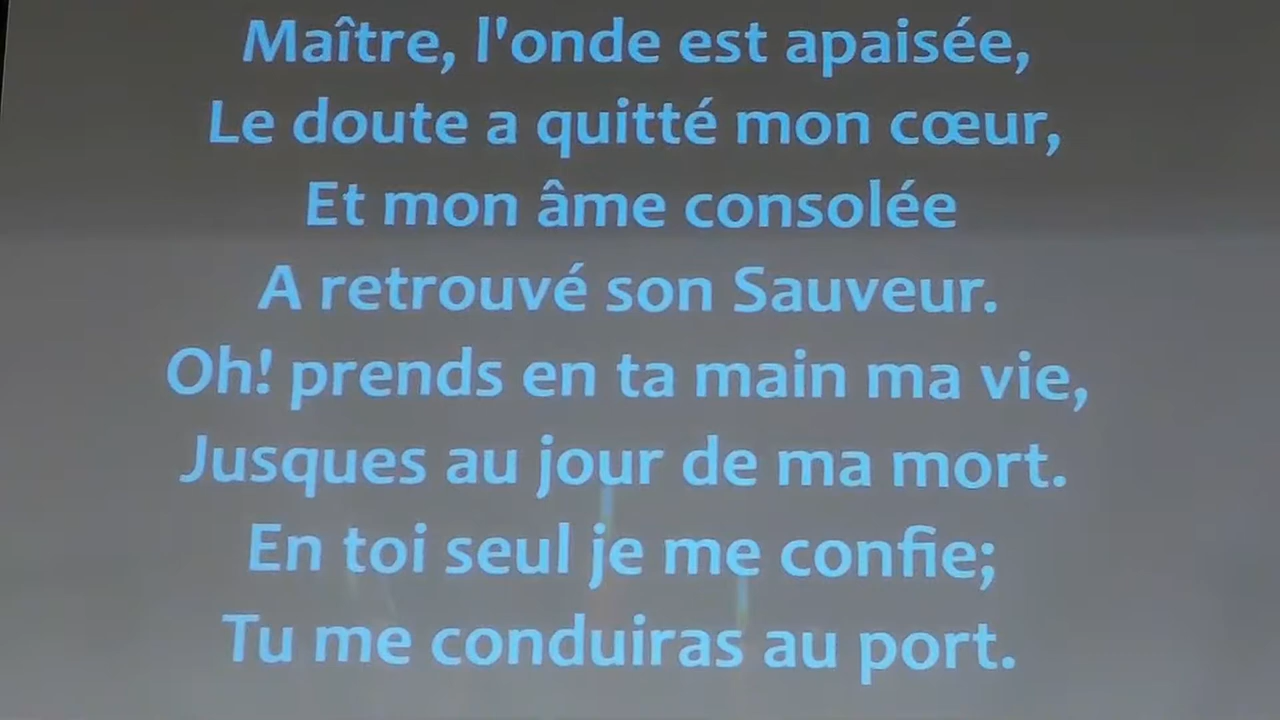 Maître, l'onde est apaisée,
Le doute a quitté mon cœur,
Et mon âme consolée
A retrouvé son Sauveur.
Oh! prends en ta main ma vie,
Jusques au jour de ma mort.
En toi seul je me confie;
Tu me conduiras au port.